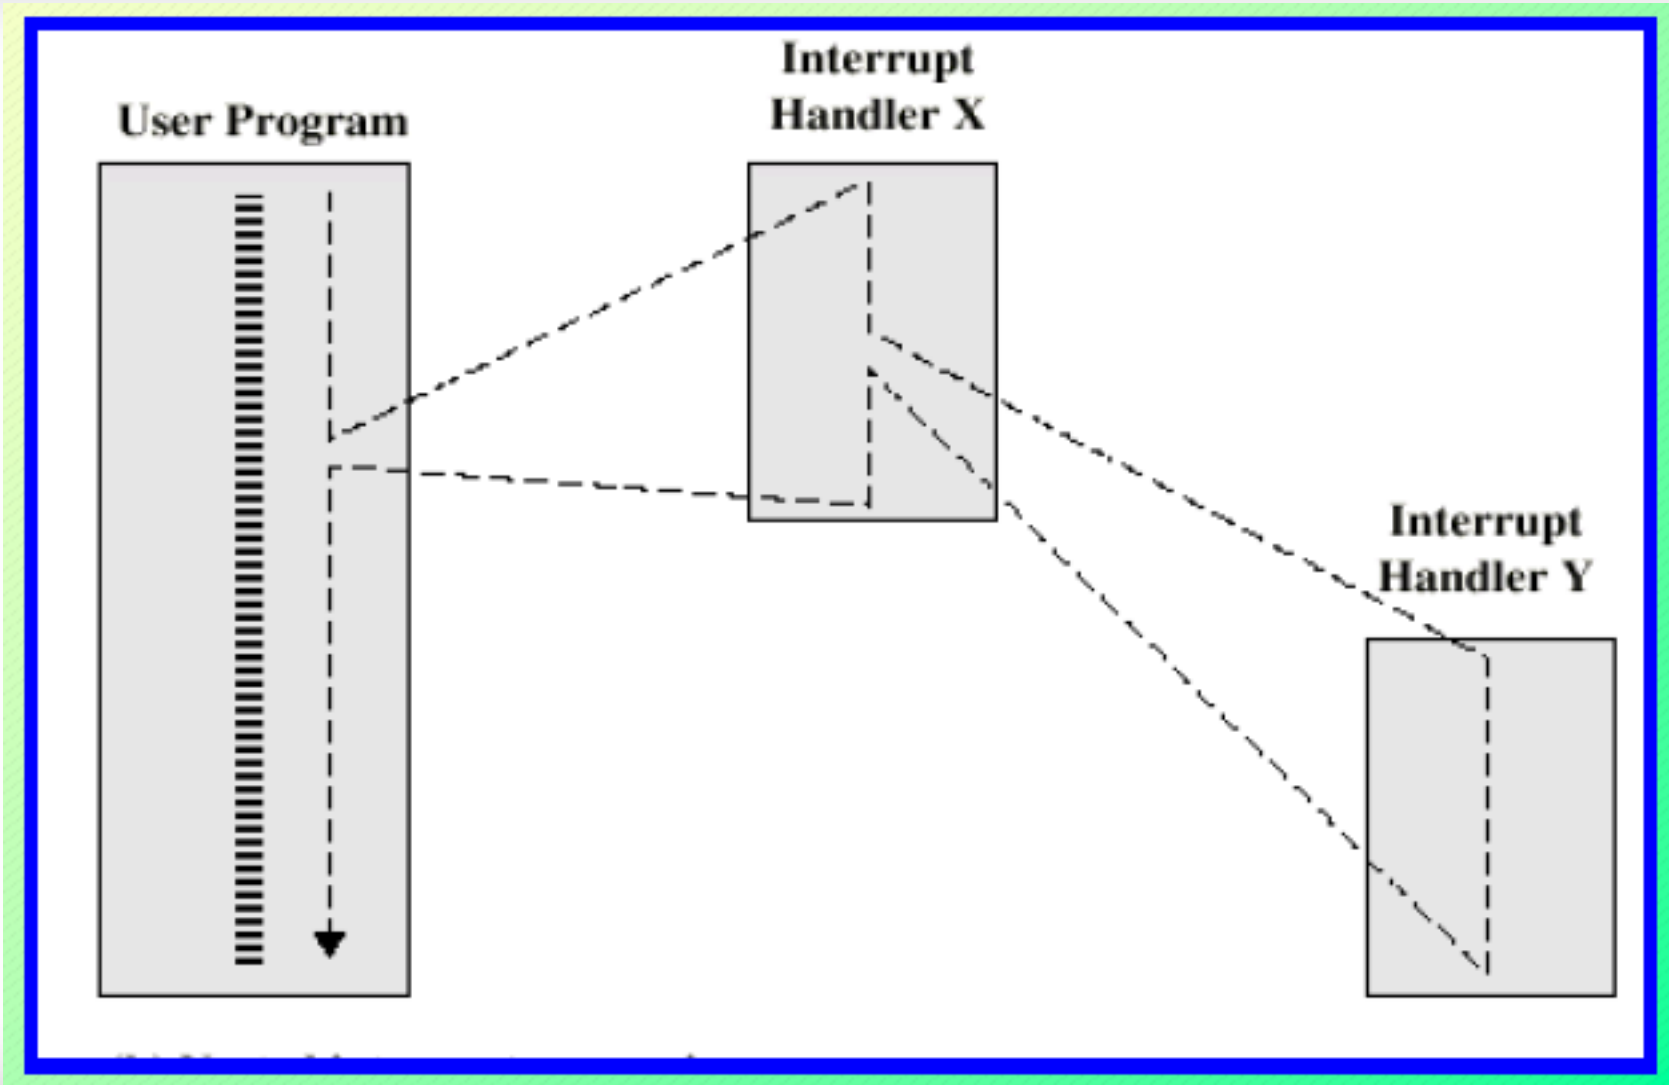 User Program
Interrupt
Handler X
Interrupt
Handler Y